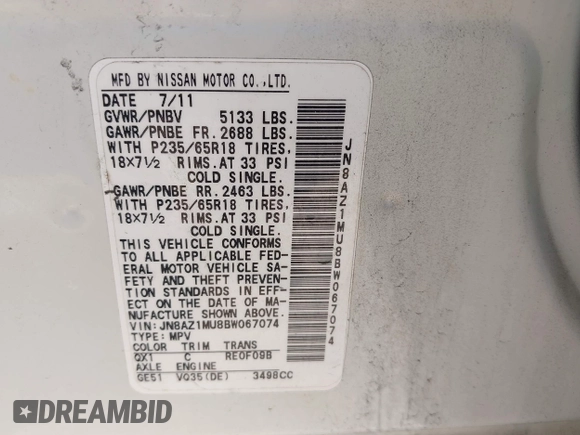 MFD BY NISSAN MOTOR CO.,LTD.
DATE 7/11
GVWR/PNBV 5133 LBS.
GAWR/PNBE FR. 2688 LBS.
WITH P235/65R18 TIRES,
18×7½ RIMS.AT 33 PSI
COLD SINGLE.
GAWR/PNBE RR. 2463 LBS.
WITH P235/65R18 TIRES,
18×7½ RIMS.AT 33 PSI
COLD SINGLE.
THIS VEHICLE CONFORMS
TO ALL APPLICABLE FED-
ERAL MOTOR VEHICLE SA-
FETY AND THEFT PREVEN-
TION STANDARDS IN EFF-
ECT ON THE DATE OF MA-
NUFACTURE SHOWN ABOVE.
VIN: JN8AZ1MU8BW067074
TYPE: MPV
COLOR TRIM TRANS
QX1 C RE0F09B
AXLE ENGINE
GE51 VQ35(DE) 3498CC
JN8AZ1MU8BW067074
DREAMBID